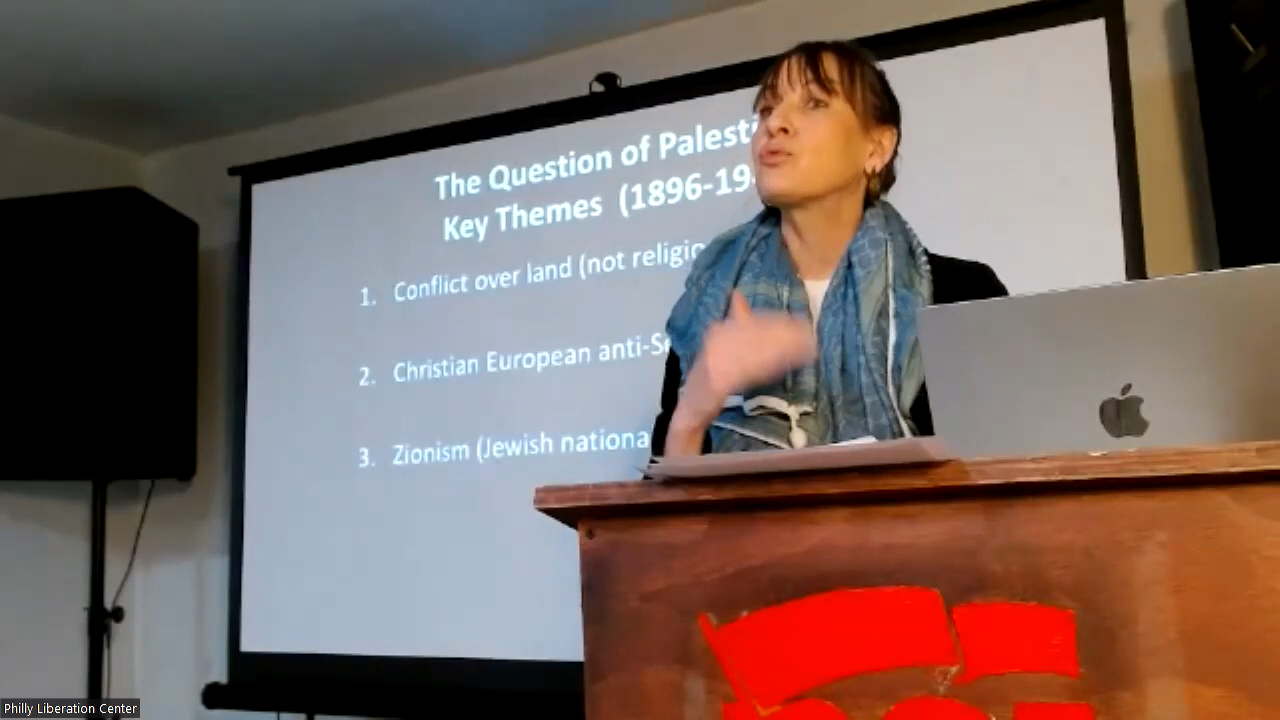 The Question of Palesti
Key Themes (1896-19
1. Conflict over land (not religio
2. Christian European anti-S
3. Zionism (Jewish nationa
Philly Liberation Center